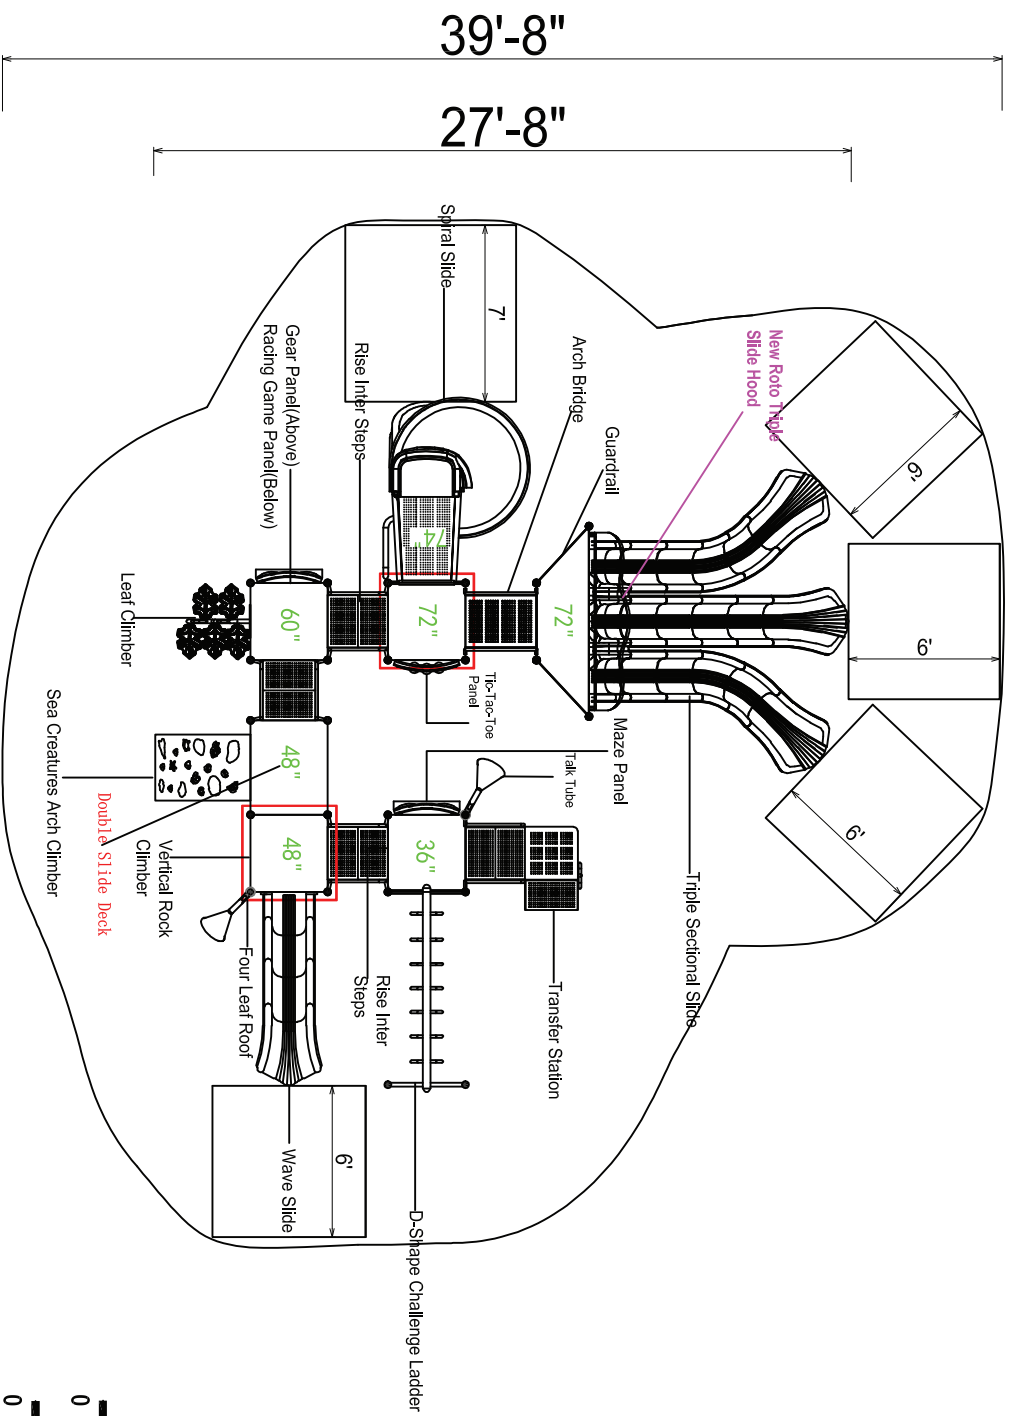 39'-8"
27'-8"
Spiral Slide
7'
New Roto Triple
Slide Hood
Arch Bridge
Rise Inter Steps
Gear Panel(Above)
Racing Game Panel(Below)
Guardrail
6'
74"
Leaf Climber
60"
72"
72"
6'
Tic-Tac-Toe
Panel
Sea Creatures Arch Climber
Maze Panel
Talk Tube
48"
Double Slide Deck
Vertical Rock
Climber
48"
36"
6'
Triple Sectional Slide
Four Leaf Roof
Rise Inter
Steps
Transfer Station
Wave Slide
6'
D-Shape Challenge Ladder
0
0